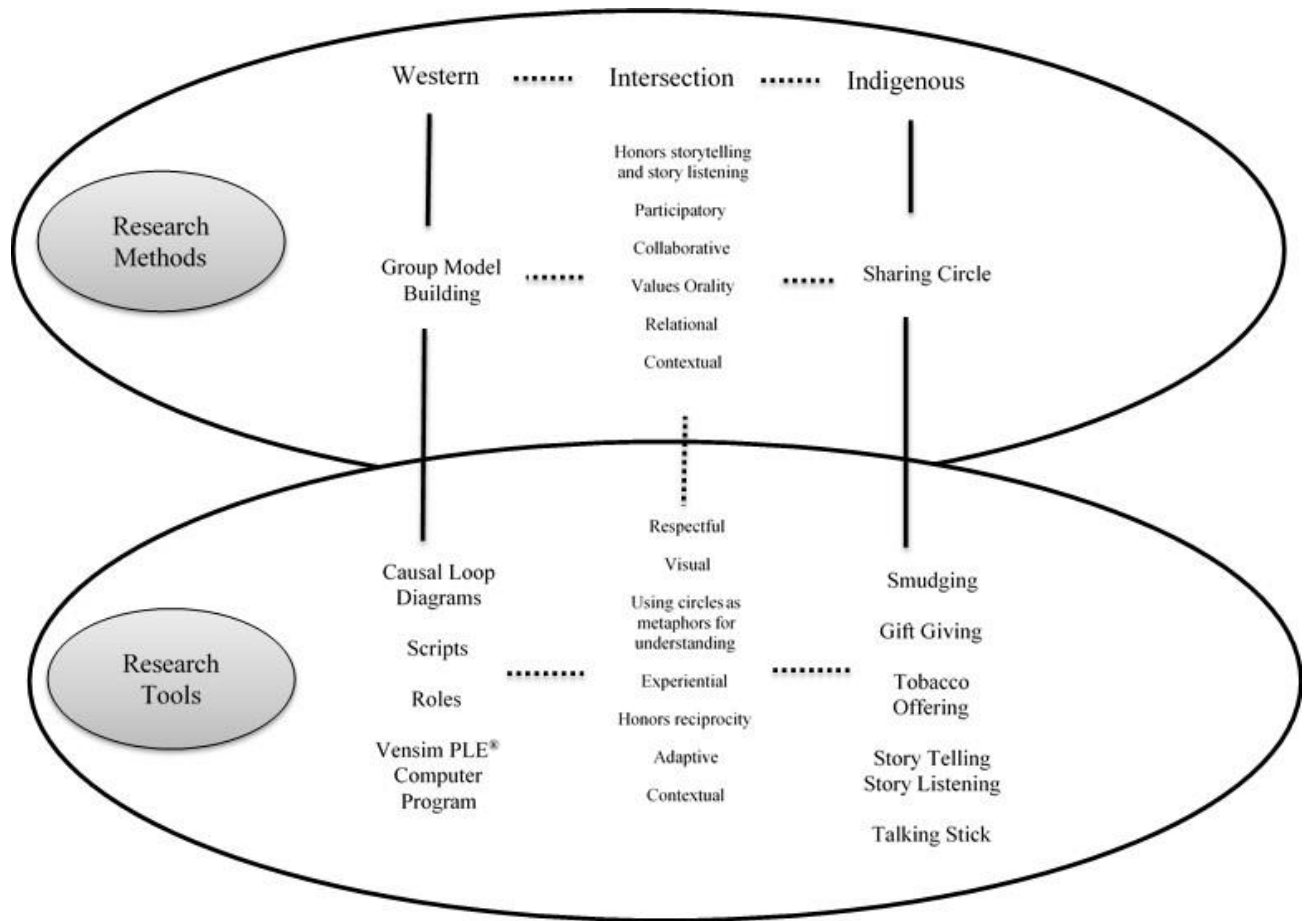 Western
Intersection
Indigenous
Honors storytelling
and story listening
Participatory
Collaborative
Values Orality
Relational
Contextual
Research
Methods
Group Model
Building
Sharing Circle
Respectful
Visual
Using circles as
metaphors for
understanding
Experiential
Honors reciprocity
Adaptive
Contextual
Research
Tools
Causal Loop
Diagrams
Scripts
Roles
Vensim PLE®
Computer
Program
Smudging
Gift Giving
Tobacco
Offering
Story Telling
Story Listening
Talking Stick